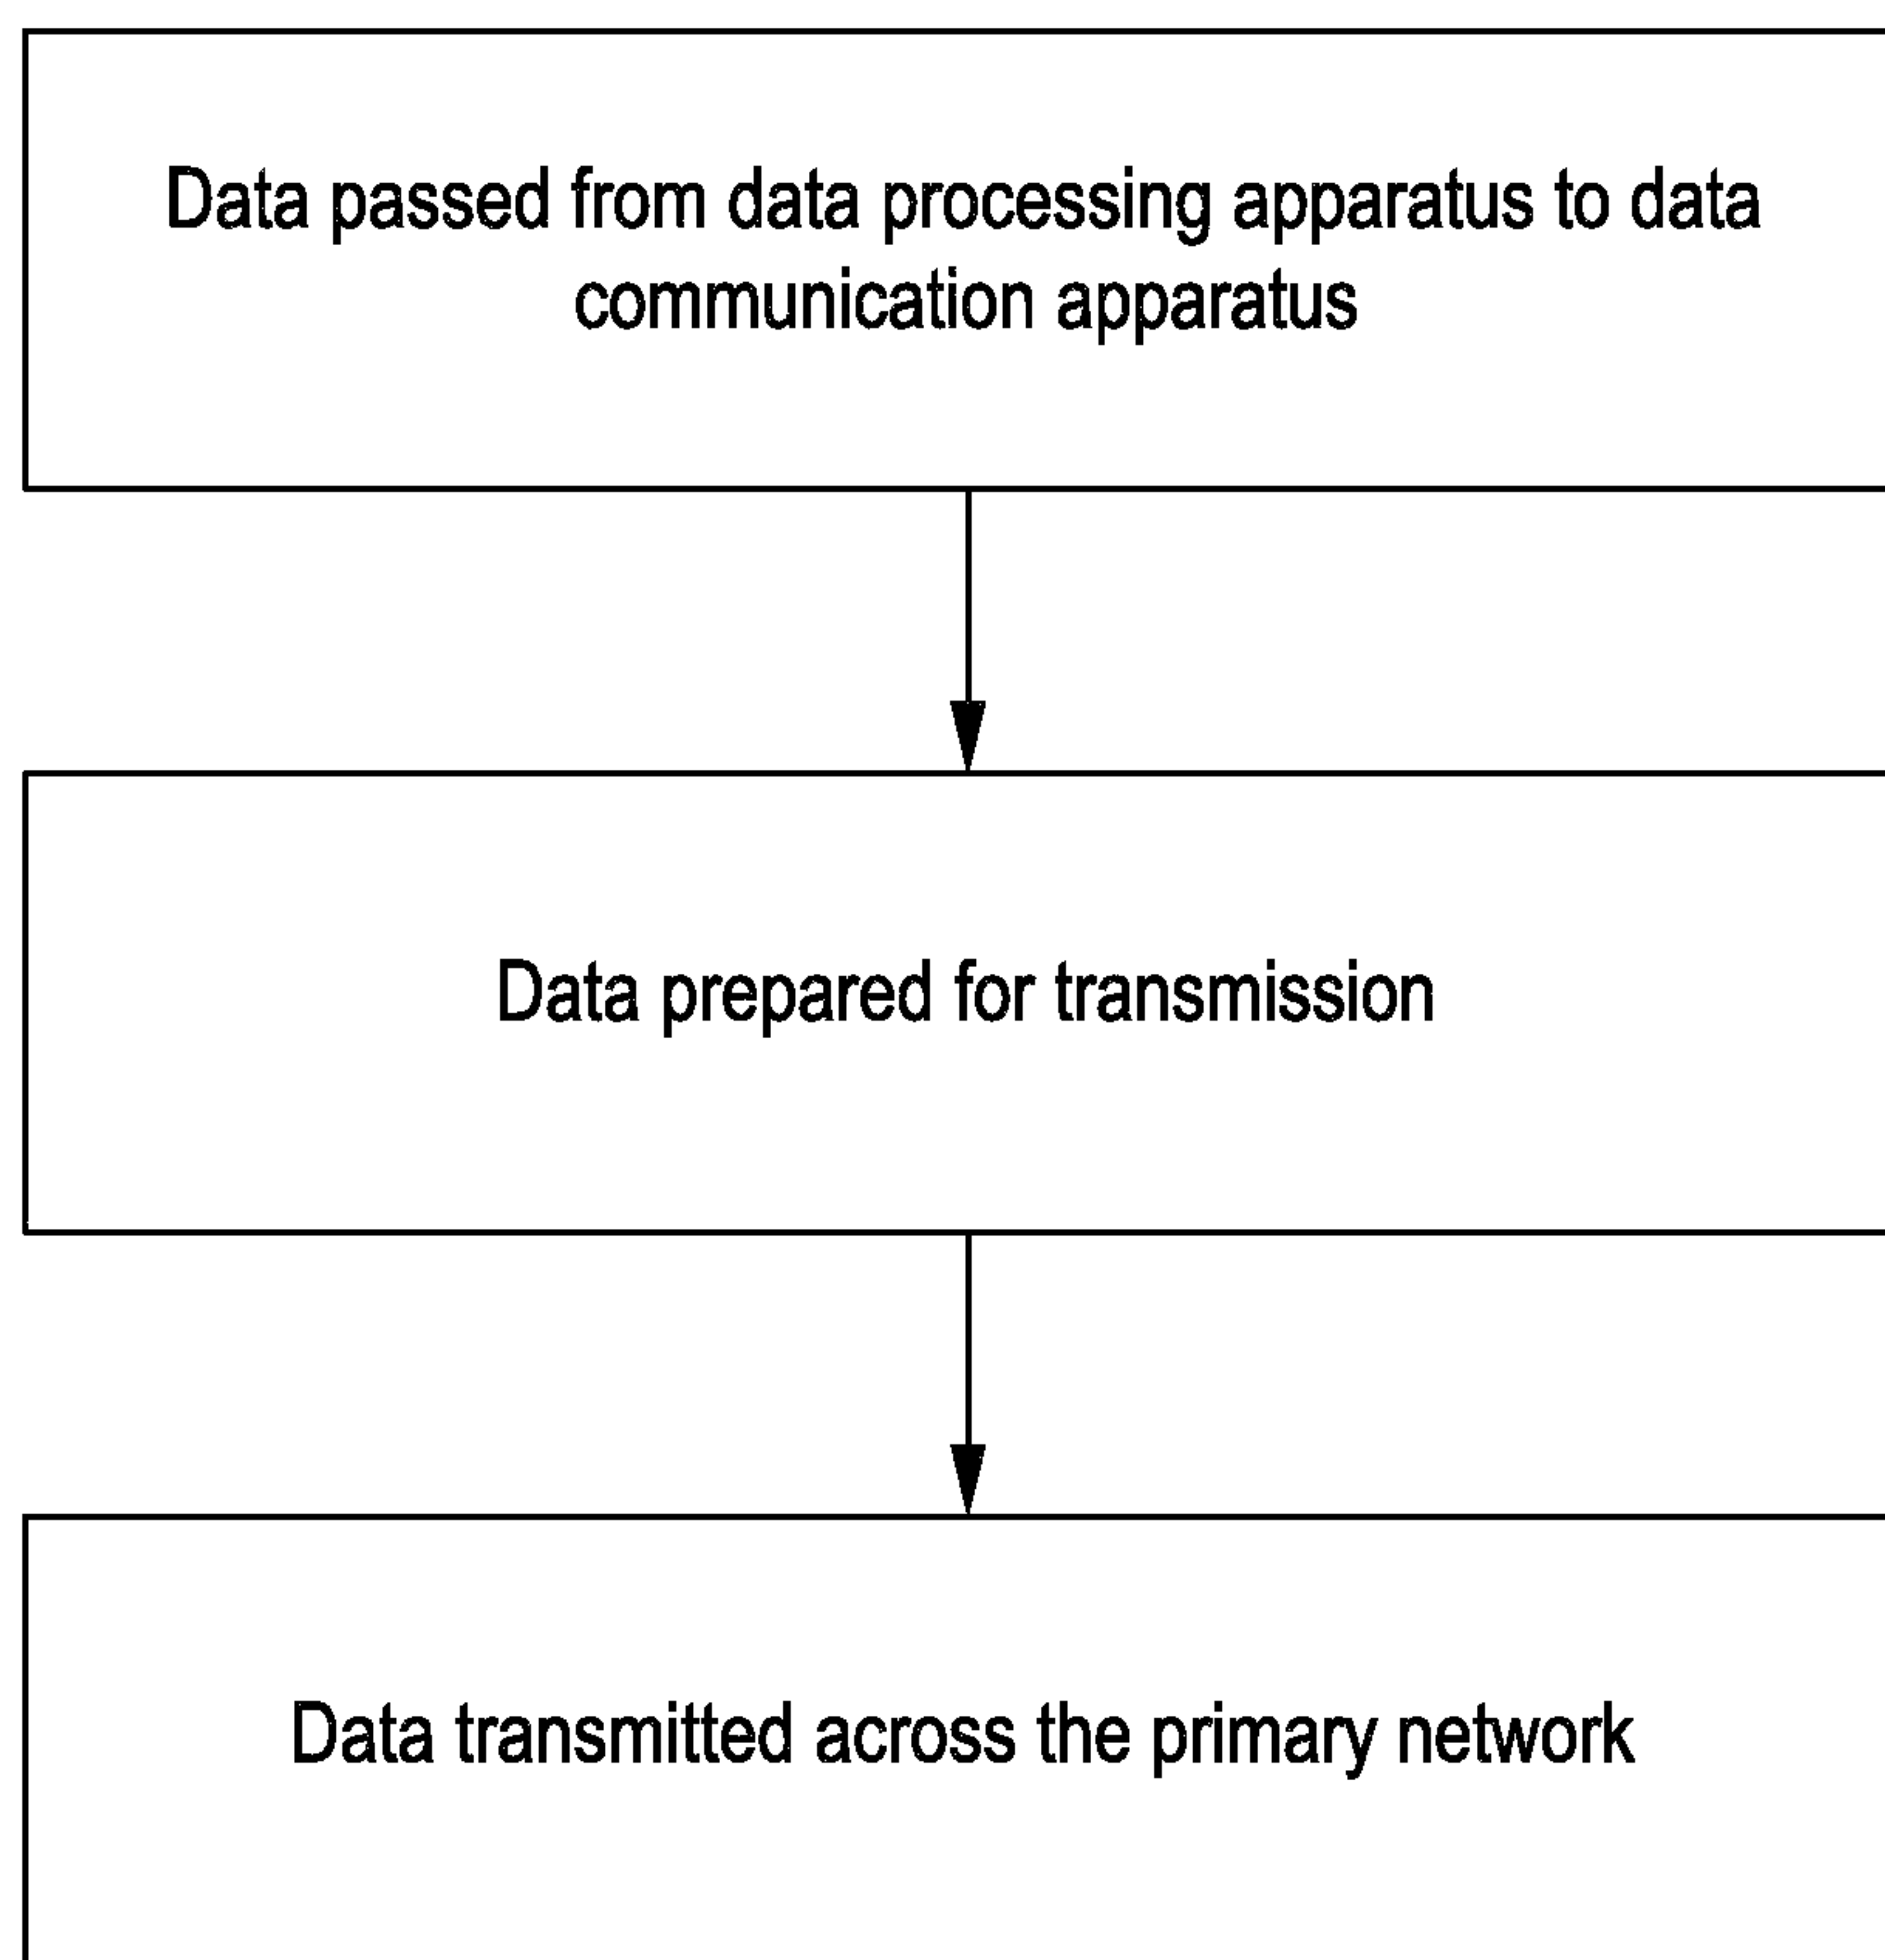 Data passed from data processing apparatus to data
communication apparatus
Data prepared for transmission
Data transmitted across the primary network